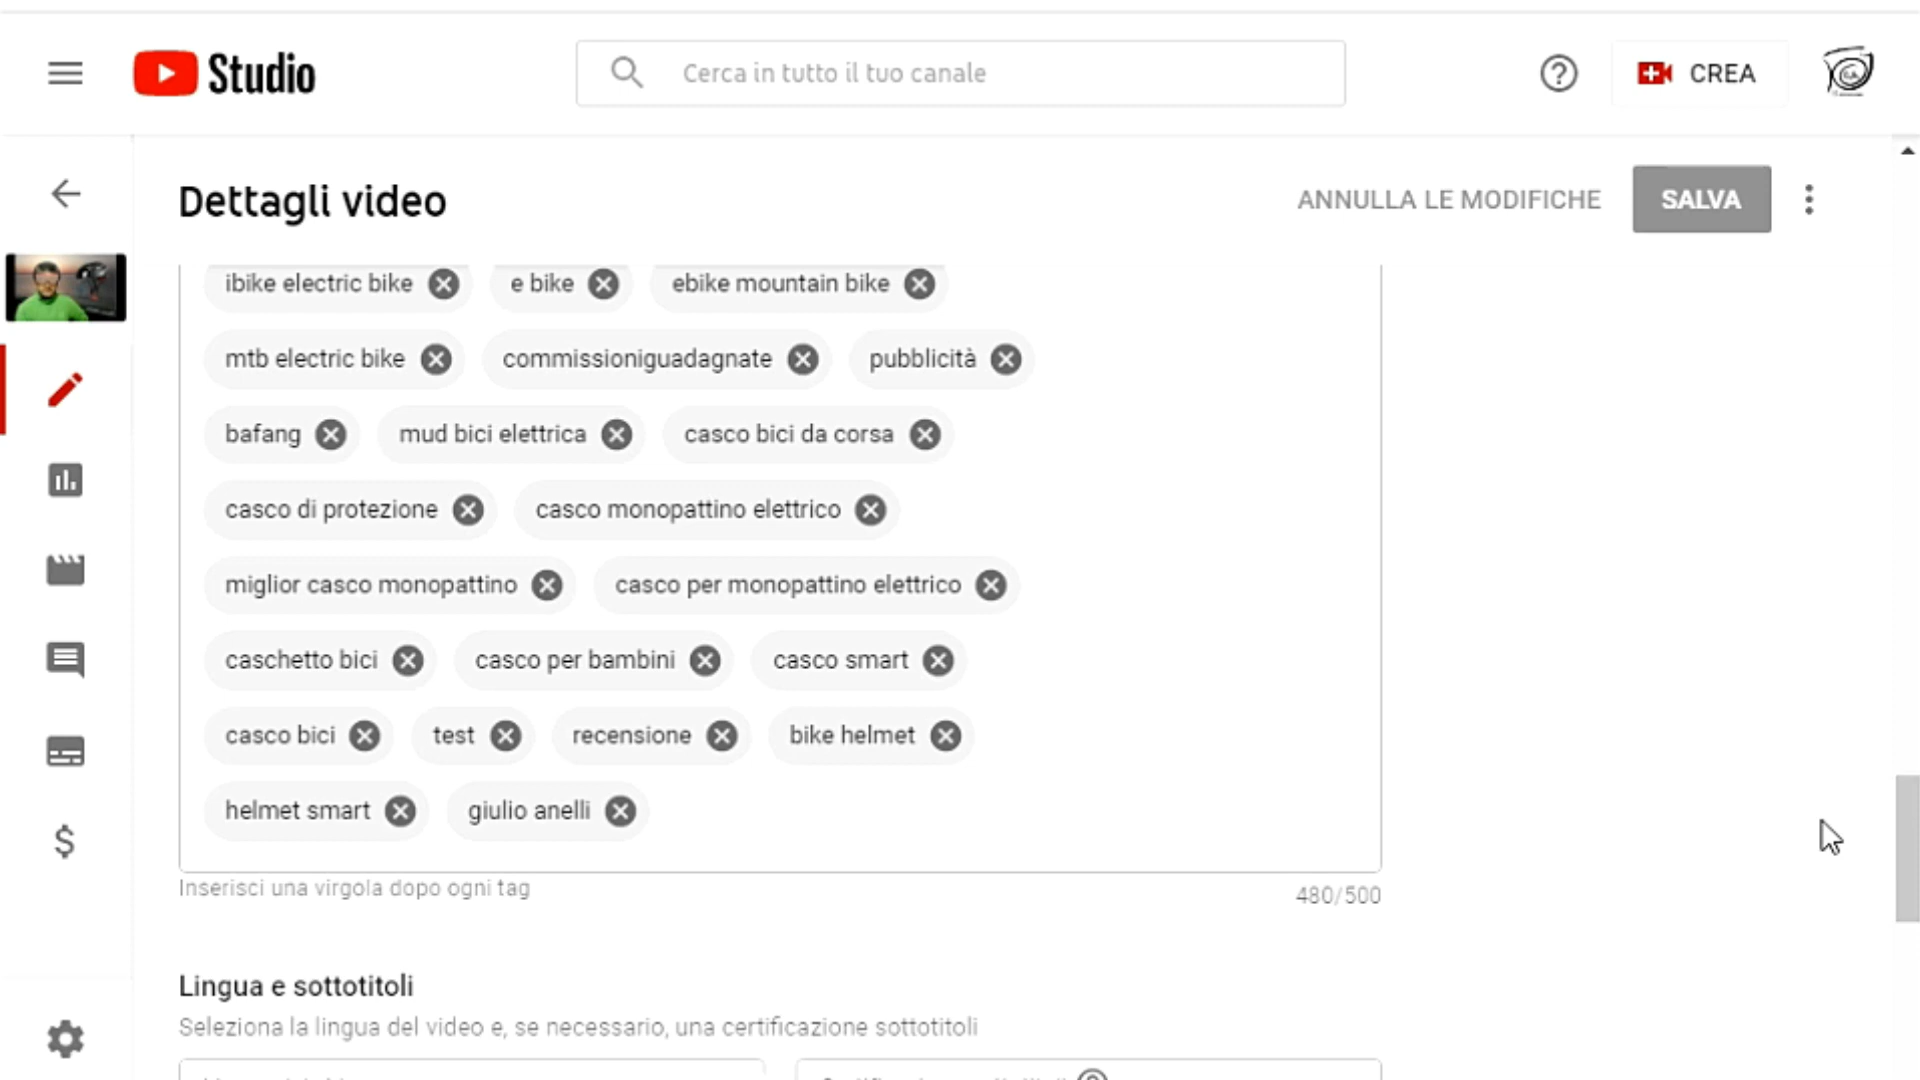 Studio
Cerca in tutto il tuo canale
CREA
Dettagli video
ANNULLA LE MODIFICHE
SALVA
ibike electric bike e bike ebike mountain bike
mtb electric bike commissioniguadagnate pubblicità
bafang mud bici elettrica casco bici da corsa
casco di protezione casco monopattino elettrico
miglior casco monopattino casco per monopattino elettrico
caschetto bici casco per bambini casco smart
casco bici test recensione bike helmet
helmet smart giulio anelli
Inserisci una virgola dopo ogni tag
480/500
Lingua e sottotitoli
Seleziona la lingua del video e, se necessario, una certificazione sottotitoli